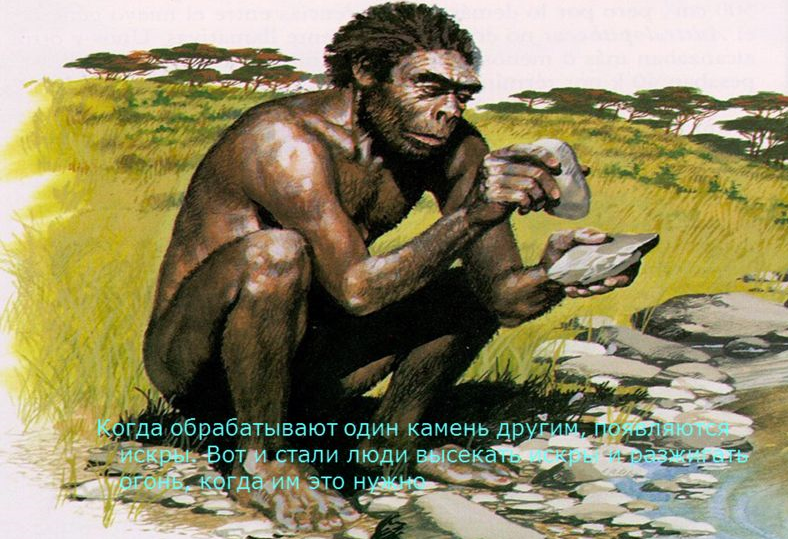 Когда обрабатывают один камень другим, появляются
искры. Вот и стали люди высекать искры и разжигать
огонь, когда им это нужно